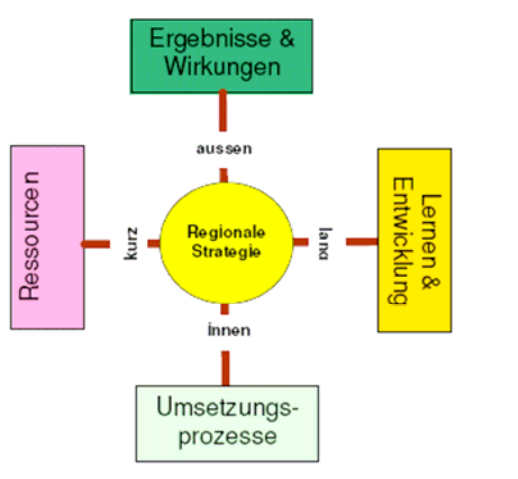 Ergebnisse &
Wirkungen
aussen
Ressourcen
kurz
Regionale
Strategie
lang
Lernen &
Entwicklung
innen
Umsetzungs-
prozesse